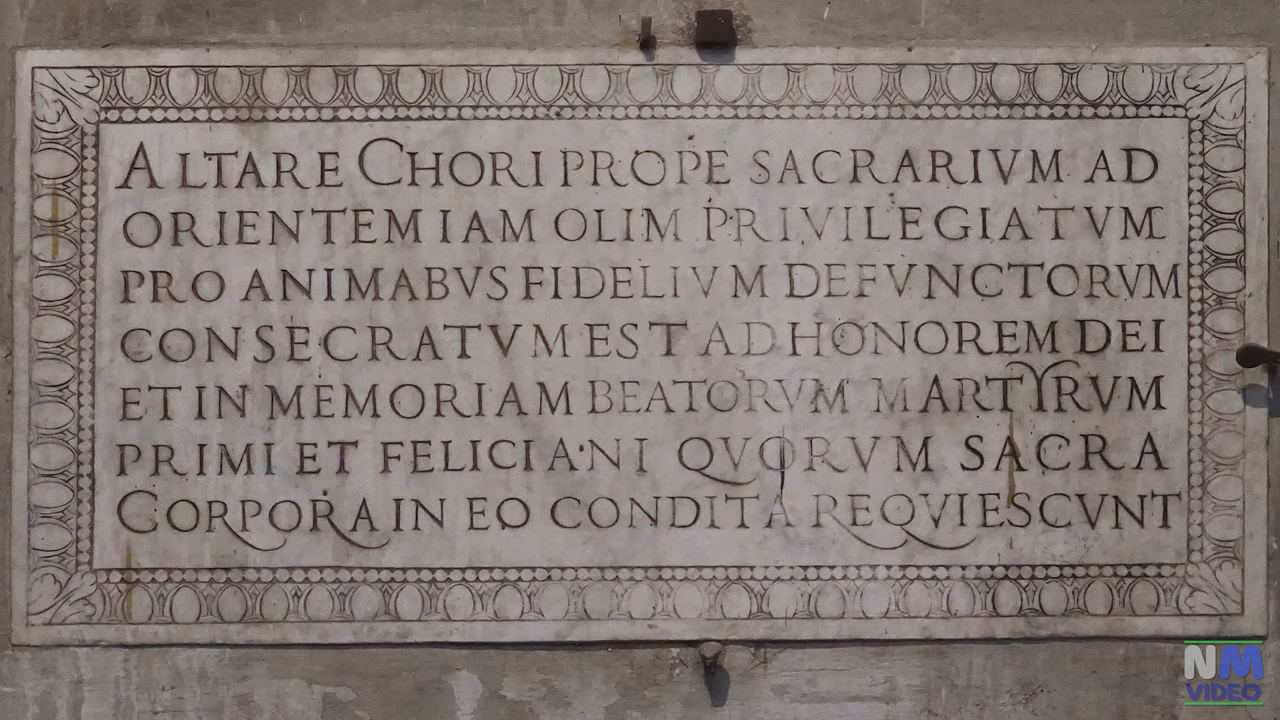 ALTARE CHORI PROPE SACRARIVM AD
ORIENTEM IAM OLIM PRIVILEGIATVM
PRO ANIMABVS FIDELIVM DEFVNCTORVM
CONSECRATVM EST AD HONOREM DEI
ET IN MEMORIAM BEATORVM MARTYRVM
PRIMI ET FELICIANI QVORVM SACRA
CORPORA IN EO CONDITA REQVIESCVNT
NM
VIDEO